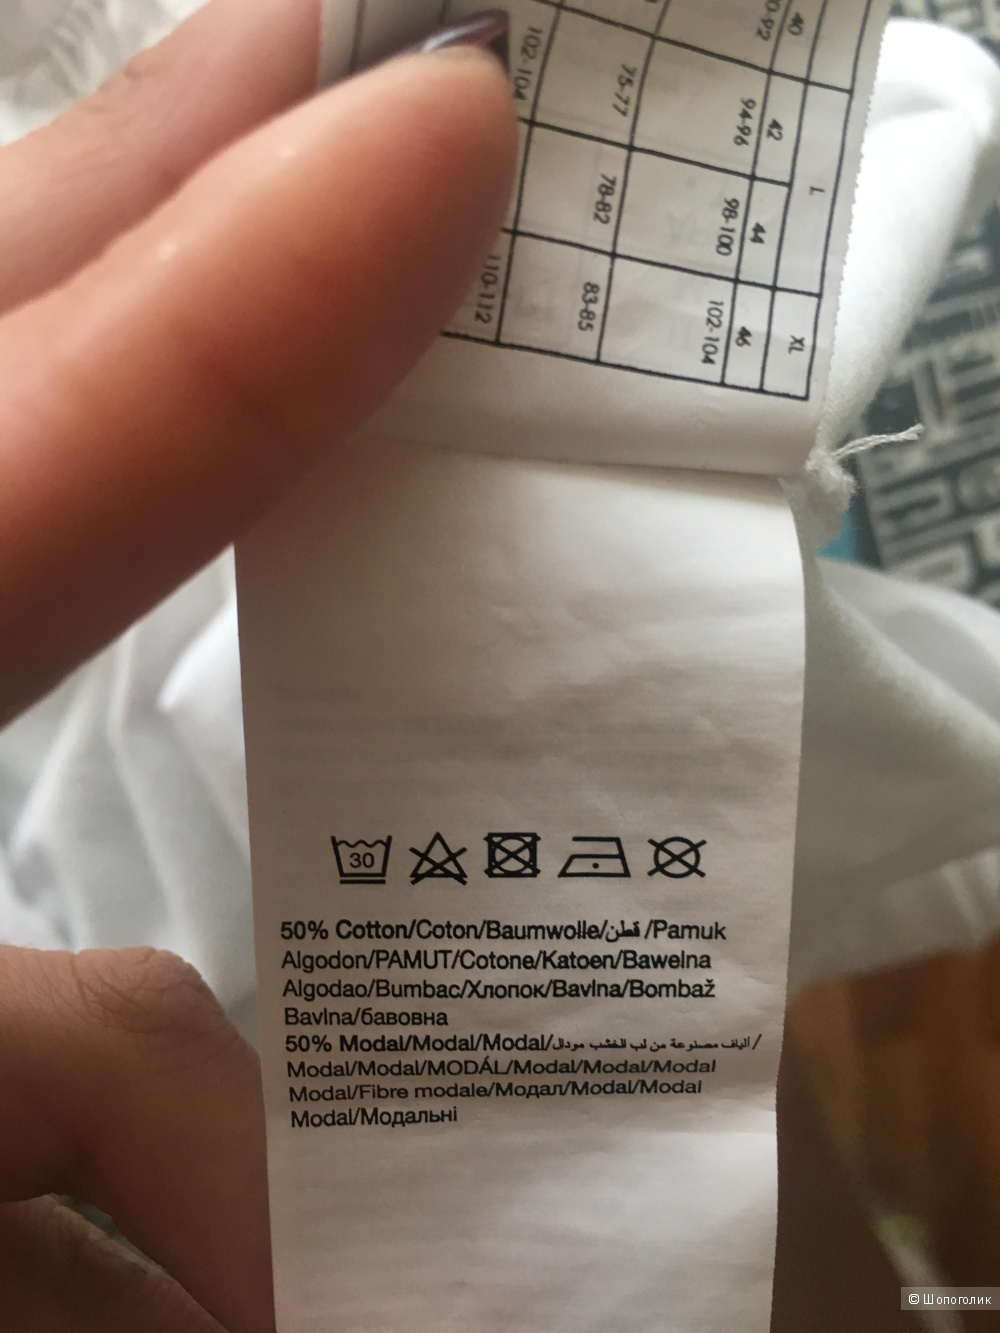 40
0-92
L
42
94-96
75-77
102-104
44
98-100
78-82
XL
46
102-104
83-85
110-112
30
50% Cotton/Coton/Baumwolle/قطن/Pamuk
Algodon/PAMUT/Cotone/Katoen/Bawelna
Algodao/Bumbac/Хлопок/Bavlna/Bombaž
Bavlna/бавовна
50% Modal/Modal/Modal/ألياف مصنوعة من لب الخشب مودال/
Modal/Modal/MODÁL/Modal/Modal/Modal
Modal/Fibre modale/Модал/Modal/Modal
Modal/Модальні
© Шопоголик